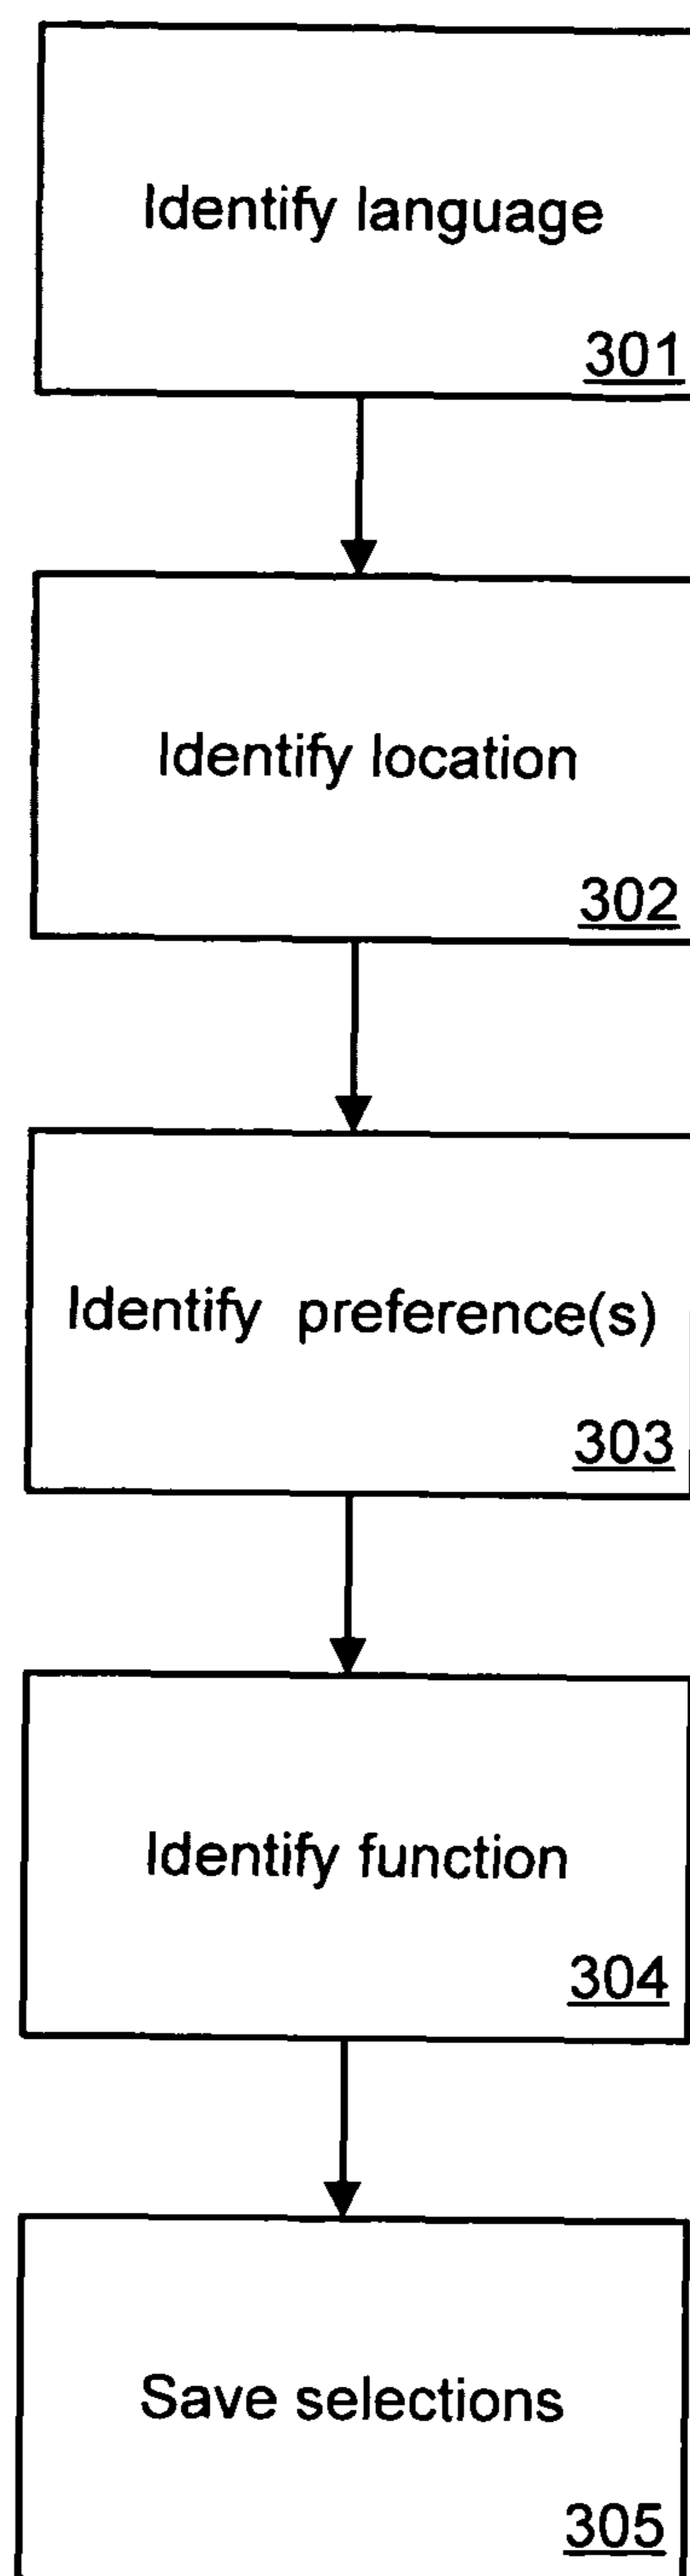 Identify language
301
Identify location
302
Identify preference(s)
303
Identify function
304
Save selections
305